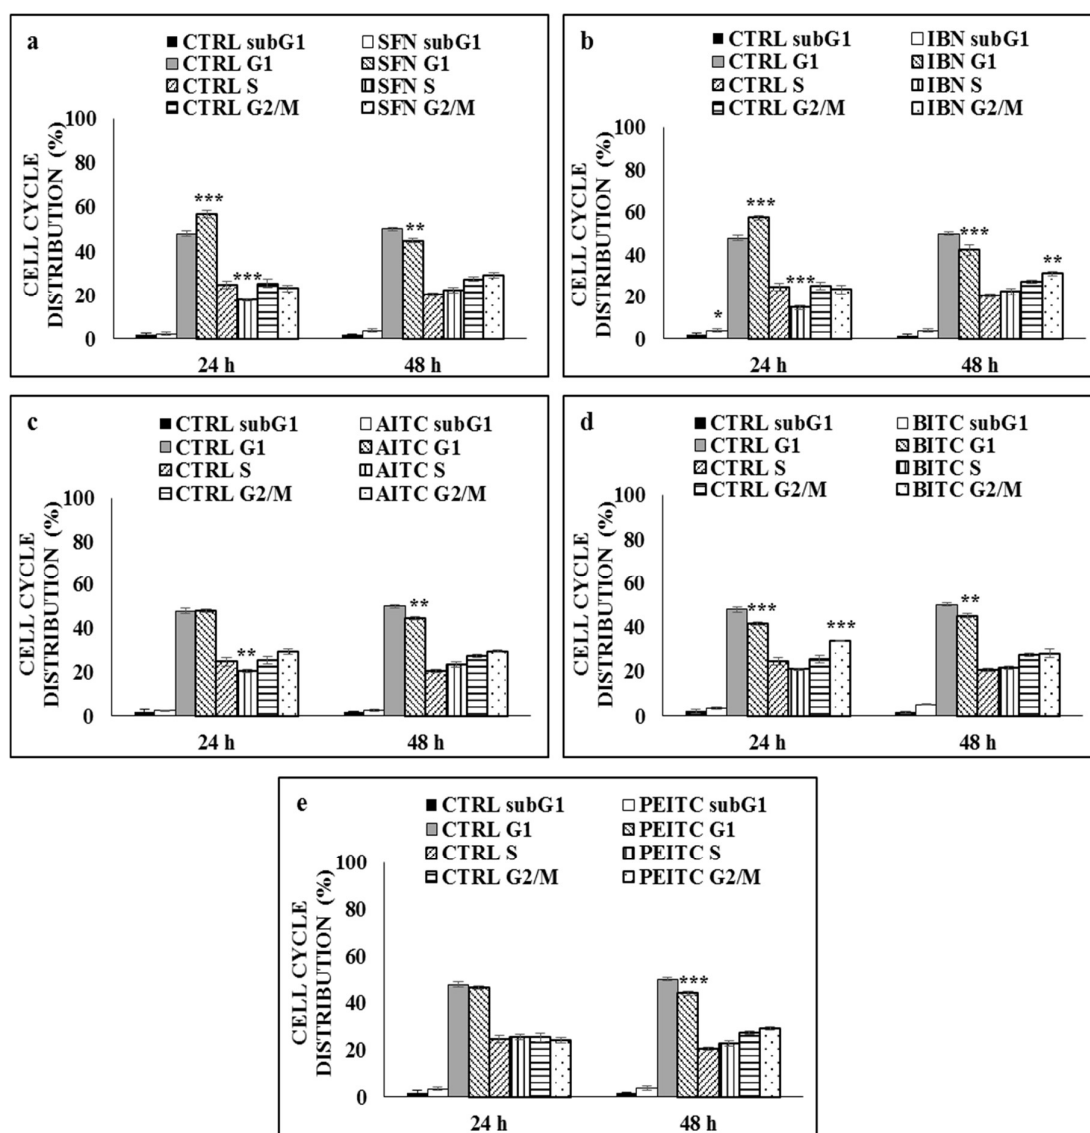 a
CTRL subG1 SFN subG1
CTRL G1 SFN G1
CTRL S SFN S
CTRL G2/M SFN G2/M
CELL CYCLE
DISTRIBUTION (%)
100
80
60
40
20
0
***
***
**
24 h 48 h
b
CTRL subG1 IBN subG1
CTRL G1 IBN G1
CTRL S IBN S
CTRL G2/M IBN G2/M
CELL CYCLE
DISTRIBUTION (%)
100
80
60
40
20
0
*
***
***
***
**
24 h 48 h
c
CTRL subG1 AITC subG1
CTRL G1 AITC G1
CTRL S AITC S
CTRL G2/M AITC G2/M
CELL CYCLE
DISTRIBUTION (%)
100
80
60
40
20
0
**
**
24 h 48 h
d
CTRL subG1 BITC subG1
CTRL G1 BITC G1
CTRL S BITC S
CTRL G2/M BITC G2/M
CELL CYCLE
DISTRIBUTION (%)
100
80
60
40
20
0
***
***
**
24 h 48 h
e
CTRL subG1 PEITC subG1
CTRL G1 PEITC G1
CTRL S PEITC S
CTRL G2/M PEITC G2/M
CELL CYCLE
DISTRIBUTION (%)
100
80
60
40
20
0
***
24 h 48 h